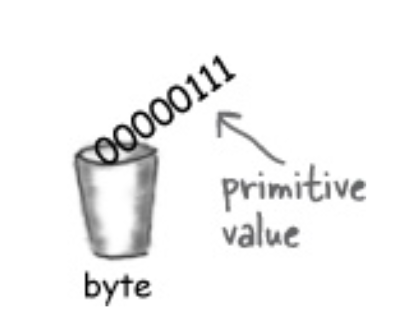 00000111
primitive
value
byte